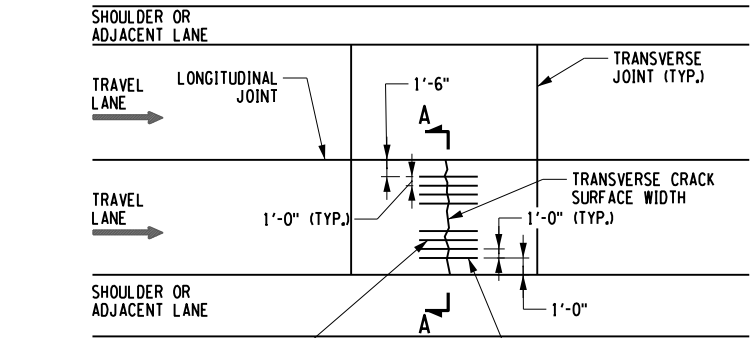 SHOULDER OR
ADJACENT LANE
TRAVEL
LANE
LONGITUDINAL
JOINT
1'-6"
TRANSVERSE
JOINT (TYP.)
A
TRAVEL
LANE
1'-0" (TYP.)
TRANSVERSE CRACK
SURFACE WIDTH
1'-0" (TYP.)
SHOULDER OR
ADJACENT LANE
A
1'-0"